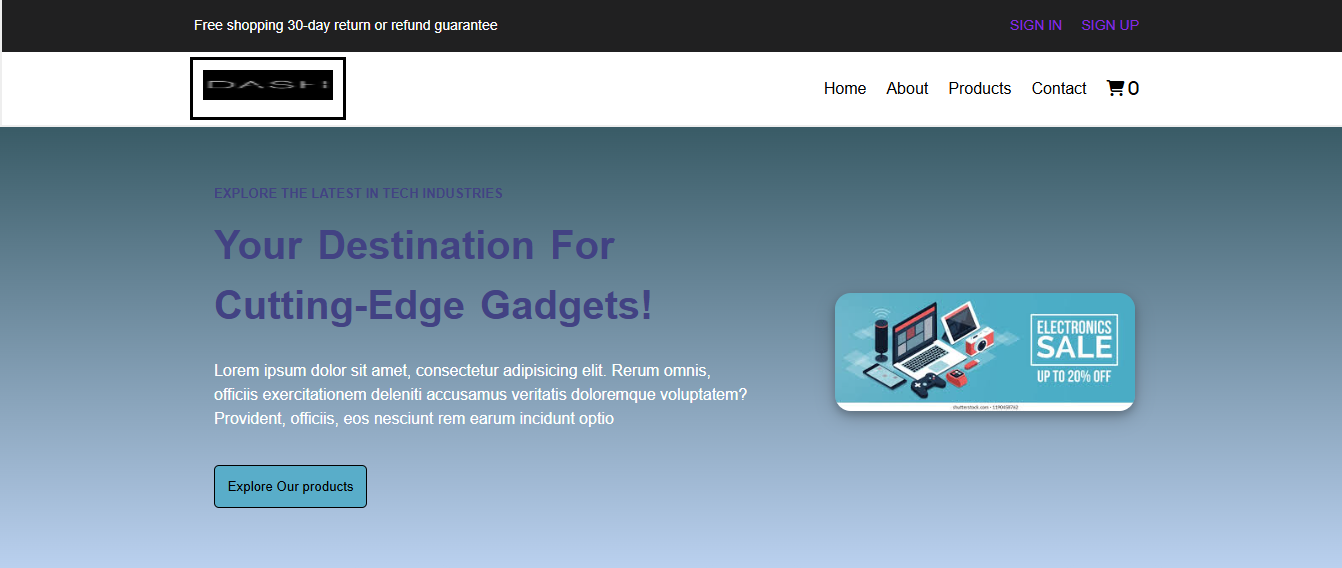 Free shopping 30-day return or refund guarantee
SIGN IN SIGN UP
DASH
Home About Products Contact 0
EXPLORE THE LATEST IN TECH INDUSTRIES
Your Destination For
Cutting-Edge Gadgets!
Lorem ipsum dolor sit amet, consectetur adipisicing elit. Rerum omnis,
officiis exercitationem deleniti accusamus veritatis doloremque voluptatem?
Provident, officiis, eos nesciunt rem earum incidunt optio
Explore Our products
ELECTRONICS
SALE
UP TO 20% OFF